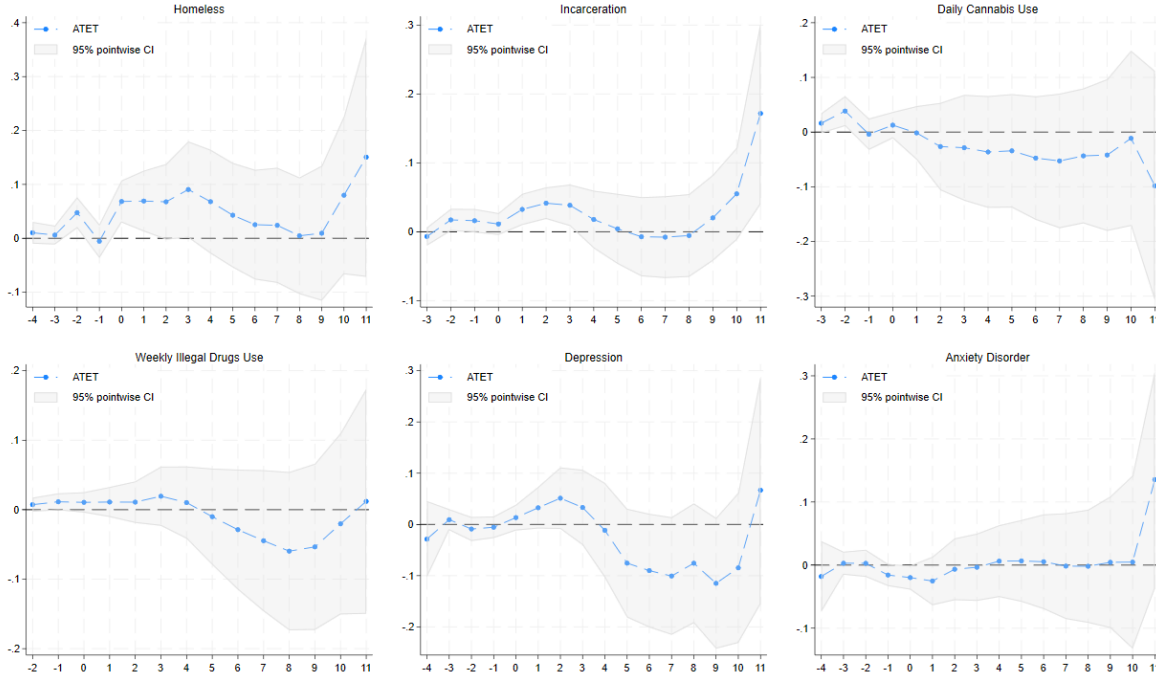 Homeless
ATET
95% pointwise CI
.4
.3
.2
.1
0
-.1
-4 -3 -2 -1 0 1 2 3 4 5 6 7 8 9 10 11
Incarceration
ATET
95% pointwise CI
.3
.2
.1
0
-.1
-3 -2 -1 0 1 2 3 4 5 6 7 8 9 10 11
Daily Cannabis Use
ATET
95% pointwise CI
.2
.1
0
-.1
-.2
-.3
-3 -2 -1 0 1 2 3 4 5 6 7 8 9 10 11
Weekly Illegal Drugs Use
ATET
95% pointwise CI
.2
.1
0
-.1
-.2
-2 -1 0 1 2 3 4 5 6 7 8 9 10 11
Depression
ATET
95% pointwise CI
.3
.2
.1
0
-.1
-.2
-4 -3 -2 -1 0 1 2 3 4 5 6 7 8 9 10 11
Anxiety Disorder
ATET
95% pointwise CI
.3
.2
.1
0
-.1
-4 -3 -2 -1 0 1 2 3 4 5 6 7 8 9 10 11